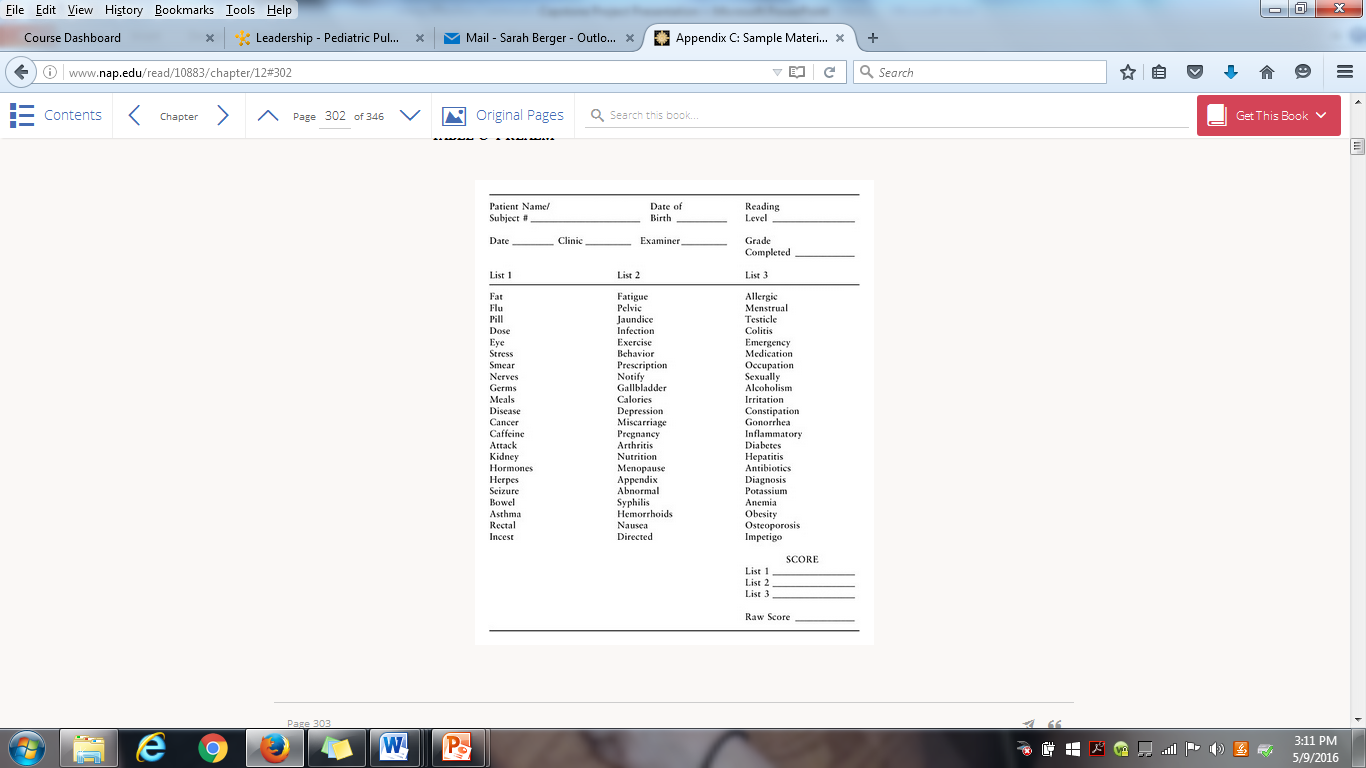 File Edit View History Bookmarks Tools Help
Course Dashboard Leadership - Pediatric Pul... Mail - Sarah Berger - Outlo... Appendix C: Sample Materi...
www.nap.edu/read/10883/chapter/12#302 Search
Contents Chapter Page 302 of 346 Original Pages Search this book... Get This Book
Patient Name/ Date of Reading
Subject # Birth Level
Date Clinic Examiner Grade
Completed
List 1 List 2 List 3
Fat Fatigue Allergic
Flu Pelvic Menstrual
Pill Jaundice Testicle
Dose Infection Colitis
Eye Exercise Emergency
Stress Behavior Medication
Smear Prescription Occupation
Nerves Notify Sexually
Germs Gallbladder Alcoholism
Meals Calories Irritation
Disease Depression Constipation
Cancer Miscarriage Gonorrhea
Caffeine Pregnancy Inflammatory
Attack Arthritis Diabetes
Kidney Nutrition Hepatitis
Hormones Menopause Antibiotics
Herpes Appendix Diagnosis
Seizure Abnormal Potassium
Bowel Syphilis Anemia
Asthma Hemorrhoids Obesity
Rectal Nausea Osteoporosis
Incest Directed Impetigo
SCORE
List 1
List 2
List 3
Raw Score
Page 303
3:11 PM
5/9/2016